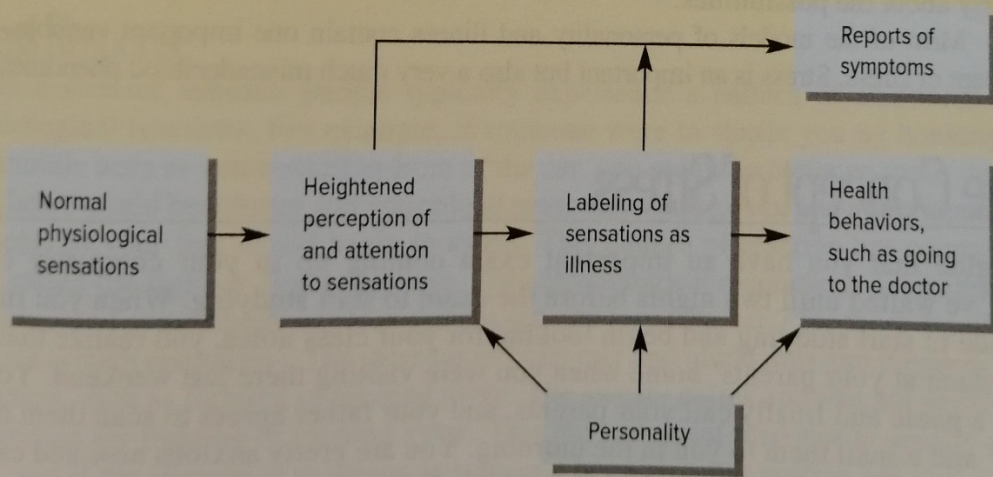 Reports of
symptoms
Normal
physiological
sensations
Heightened
perception of
and attention
to sensations
Labeling of
sensations as
illness
Health
behaviors,
such as going
to the doctor
Personality